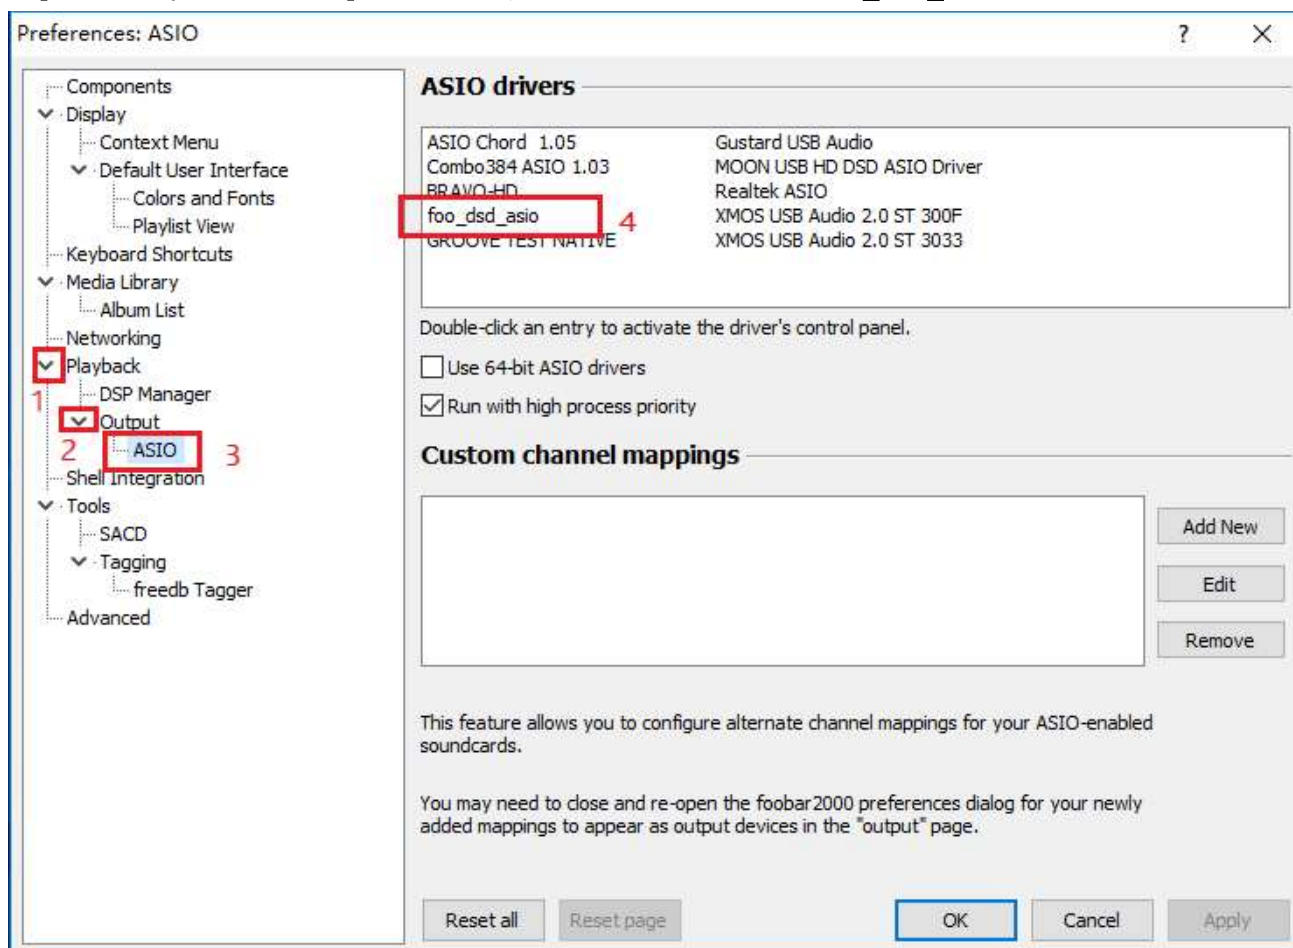 Preferences: ASIO
?
Components
Display
Context Menu
Default User Interface
Colors and Fonts
Playlist View
Keyboard Shortcuts
Media Library
Album List
Networking
Playback
1
DSP Manager
Output
2
ASIO
3
Shell Integration
Tools
SACD
Tagging
freedb Tagger
Advanced
ASIO drivers
ASIO Chord 1.05 Gustard USB Audio
Combo384 ASIO 1.03 MOON USB HD DSD ASIO Driver
BRAVO-HD Realtek ASIO
foo_dsd_asio 4 XMOS USB Audio 2.0 ST 300F
GROOVE TEST NATIVE XMOS USB Audio 2.0 ST 3033
Double-click an entry to activate the driver's control panel.
Use 64-bit ASIO drivers
Run with high process priority
Custom channel mappings
Add New
Edit
Remove
This feature allows you to configure alternate channel mappings for your ASIO-enabled
soundcards.
You may need to close and re-open the foobar2000 preferences dialog for your newly
added mappings to appear as output devices in the "output" page.
Reset all
Reset page
OK
Cancel
Apply